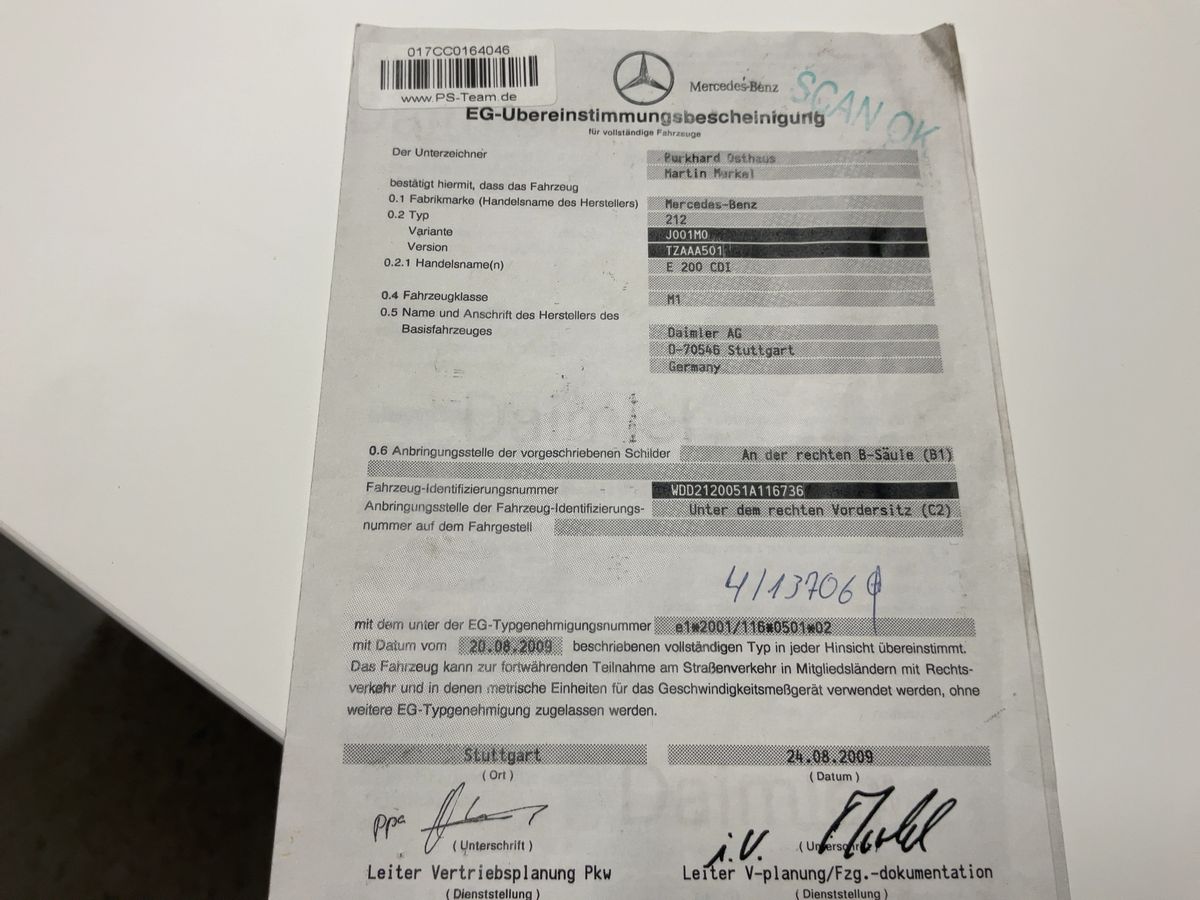 017CC0164046
www.PS-Team.de
Mercedes-Benz
SCAN OK
EG-Übereinstimmungsbescheinigung
für vollständige Fahrzeuge
Der Unterzeichner
Burkhard Osthaus
Martin Merkel
bestätigt hiermit, dass das Fahrzeug
0.1 Fabrikmarke (Handelsname des Herstellers) Mercedes-Benz
0.2 Typ 212
Variante J001M0
Version TZAAA501
0.2.1 Handelsname(n) E 200 CDI
0.4 Fahrzeugklasse M1
0.5 Name und Anschrift des Herstellers des
Basisfahrzeuges Daimler AG
D-70546 Stuttgart
Germany
0.6 Anbringungsstelle der vorgeschriebenen Schilder An der rechten B-Säule (B1)
Fahrzeug-Identifizierungsnummer WDD2120051A116736
Anbringungsstelle der Fahrzeug-Identifizierungs- Unter dem rechten Vordersitz (C2)
nummer auf dem Fahrgestell
4/13706
mit dem unter der EG-Typgenehmigungsnummer e1*2001/116*0501*02
mit Datum vom 20.08.2009 beschriebenen vollständigen Typ in jeder Hinsicht übereinstimmt.
Das Fahrzeug kann zur fortwährenden Teilnahme am Straßenverkehr in Mitgliedsländern mit Rechts-
verkehr und in denen metrische Einheiten für das Geschwindigkeitsmeßgerät verwendet werden, ohne
weitere EG-Typgenehmigung zugelassen werden.
Stuttgart 24.08.2009
(Ort) (Datum)
ppa i.V.
(Unterschrift) (Unterschrift)
Leiter Vertriebsplanung Pkw Leiter V-planung/Fzg.-dokumentation
(Dienststellung) (Dienststellung)